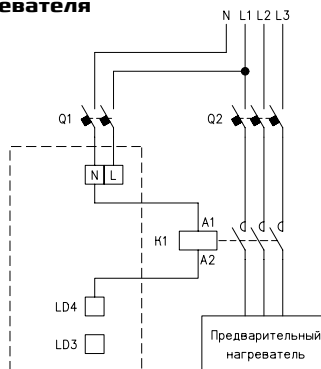 евателя
N L1 L2 L3
Q1
Q2
N L
A1
K1
A2
LD4
LD3
Предварительный
нагреватель